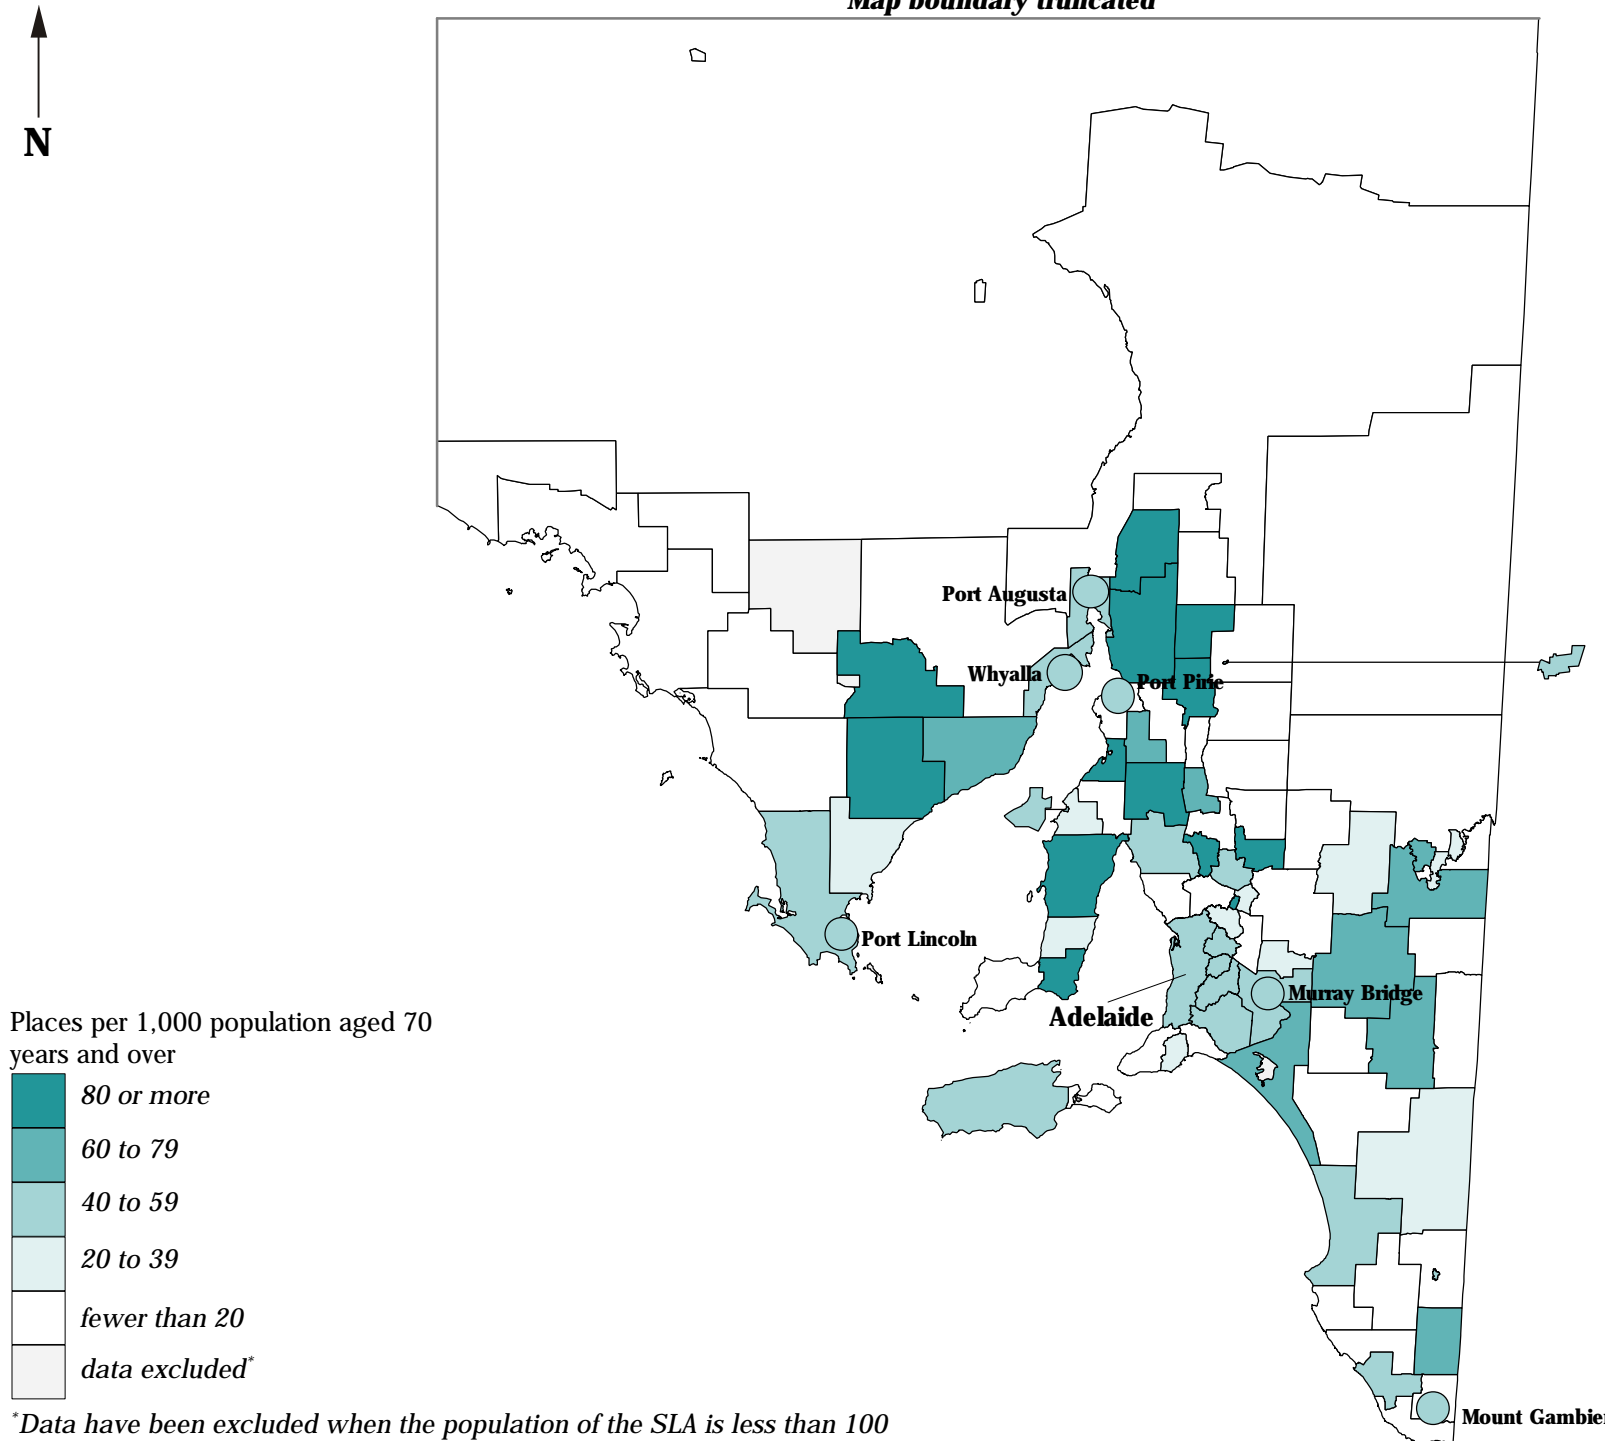 Map boundary truncated
N
Port Augusta
Whyalla
Port Pirie
Port Lincoln
Murray Bridge
Adelaide
Places per 1,000 population aged 70
years and over
80 or more
60 to 79
40 to 59
20 to 39
fewer than 20
data excluded*
*Data have been excluded when the population of the SLA is less than 100
Mount Gambier